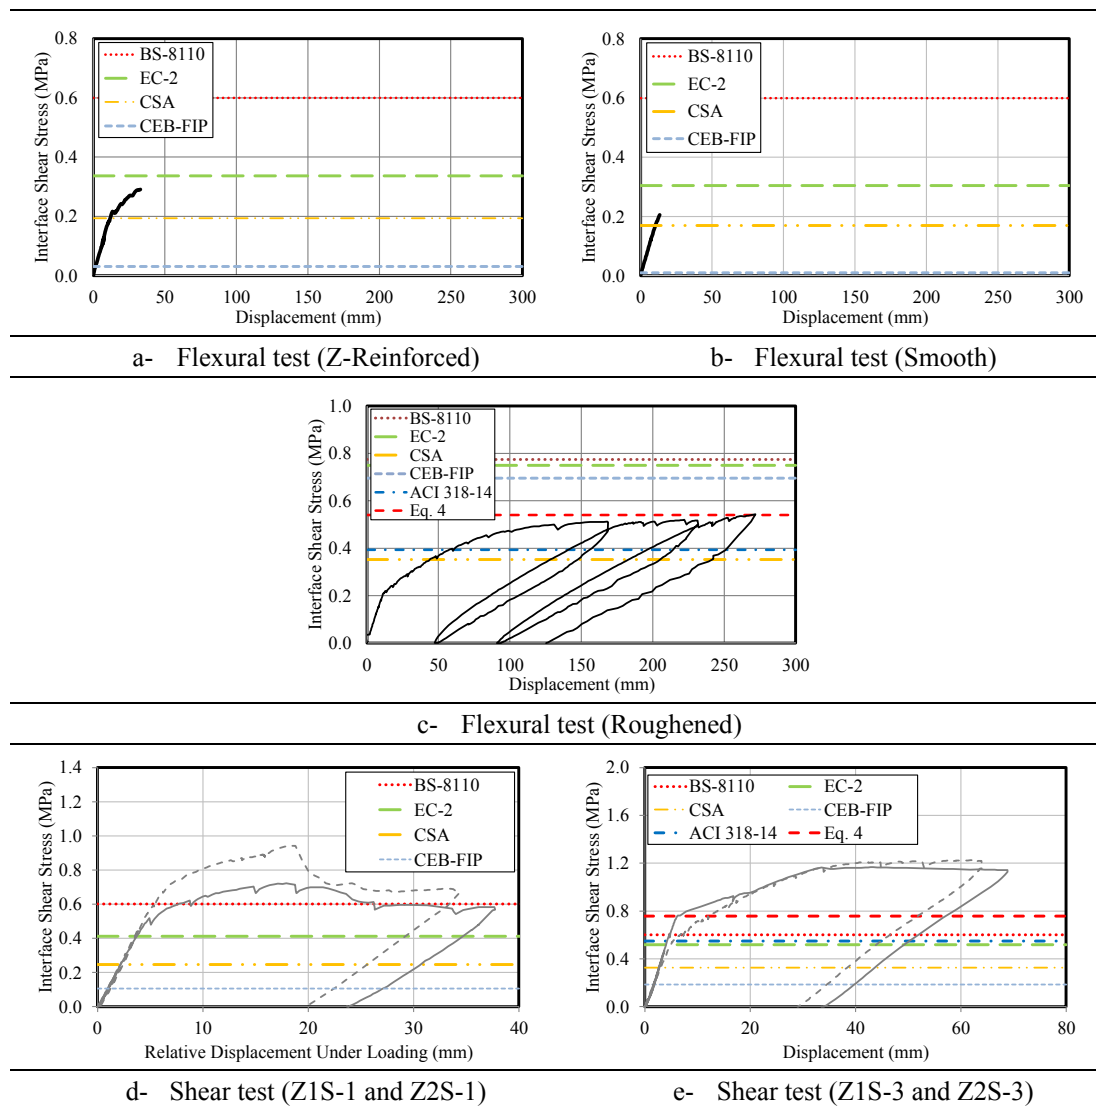 0.8
0.6
0.4
0.2
0.0
Interface Shear Stress (MPa)
BS-8110
EC-2
CSA
CEB-FIP
0 50 100 150 200 250 300
Displacement (mm)
a- Flexural test (Z-Reinforced)
0.8
0.6
0.4
0.2
0.0
Interface Shear Stress (MPa)
BS-8110
EC-2
CSA
CEB-FIP
0 50 100 150 200 250 300
Displacement (mm)
b- Flexural test (Smooth)
1.0
0.8
0.6
0.4
0.2
0.0
Interface Shear Stress (MPa)
BS-8110
EC-2
CSA
CEB-FIP
ACI 318-14
Eq. 4
0 50 100 150 200 250 300
Displacement (mm)
c- Flexural test (Roughened)
1.4
1.2
1.0
0.8
0.6
0.4
0.2
0.0
Interface Shear Stress (MPa)
BS-8110
EC-2
CSA
CEB-FIP
0 10 20 30 40
Relative Displacement Under Loading (mm)
d- Shear test (Z1S-1 and Z2S-1)
2.0
1.6
1.2
0.8
0.4
0.0
Interface Shear Stress (MPa)
BS-8110 EC-2
CSA CEB-FIP
ACI 318-14 Eq. 4
0 20 40 60 80
Displacement (mm)
e- Shear test (Z1S-3 and Z2S-3)